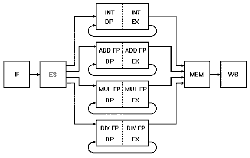 INT INT
DP EX
ADD FP ADD FP
DP EX
IF ES MEM WB
MUL FP MUL FP
DP EX
DIV FP DIV FP
DP EX